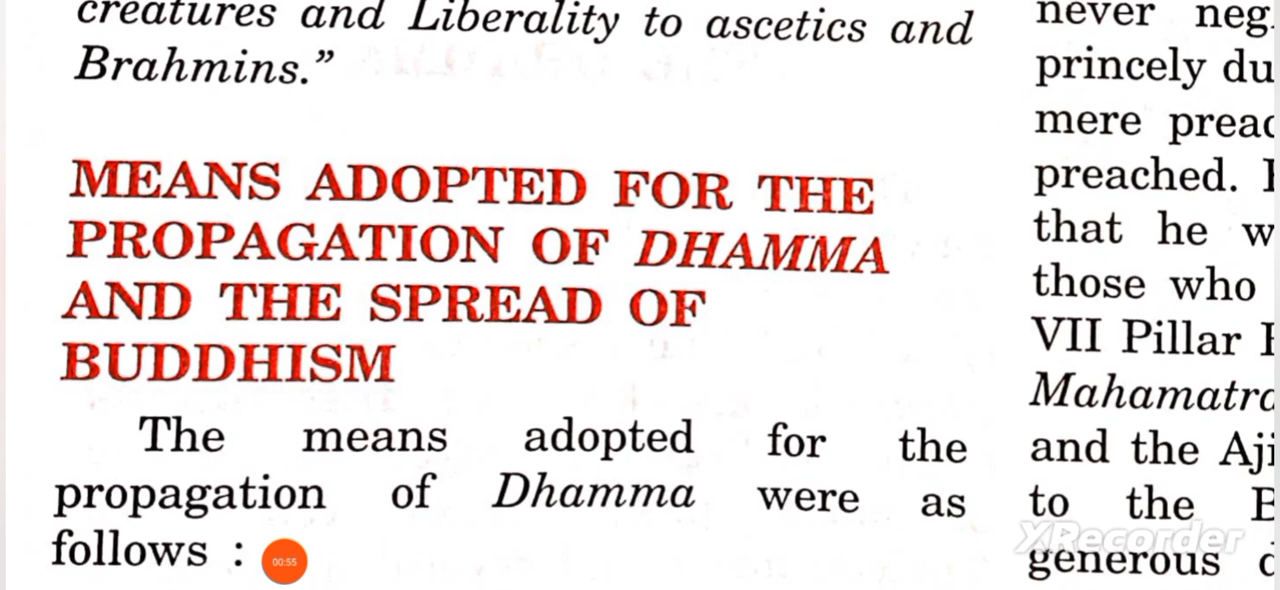 creatures and Liberality to ascetics and
Brahmins.”
MEANS ADOPTED FOR THE
PROPAGATION OF DHAMMA
AND THE SPREAD OF
BUDDHISM
The means adopted for the
propagation of Dhamma were as
follows :
00:55
never
princely
mere
preached.
that he
those who
VII Pillar
and the
to the
generous
XRecorder